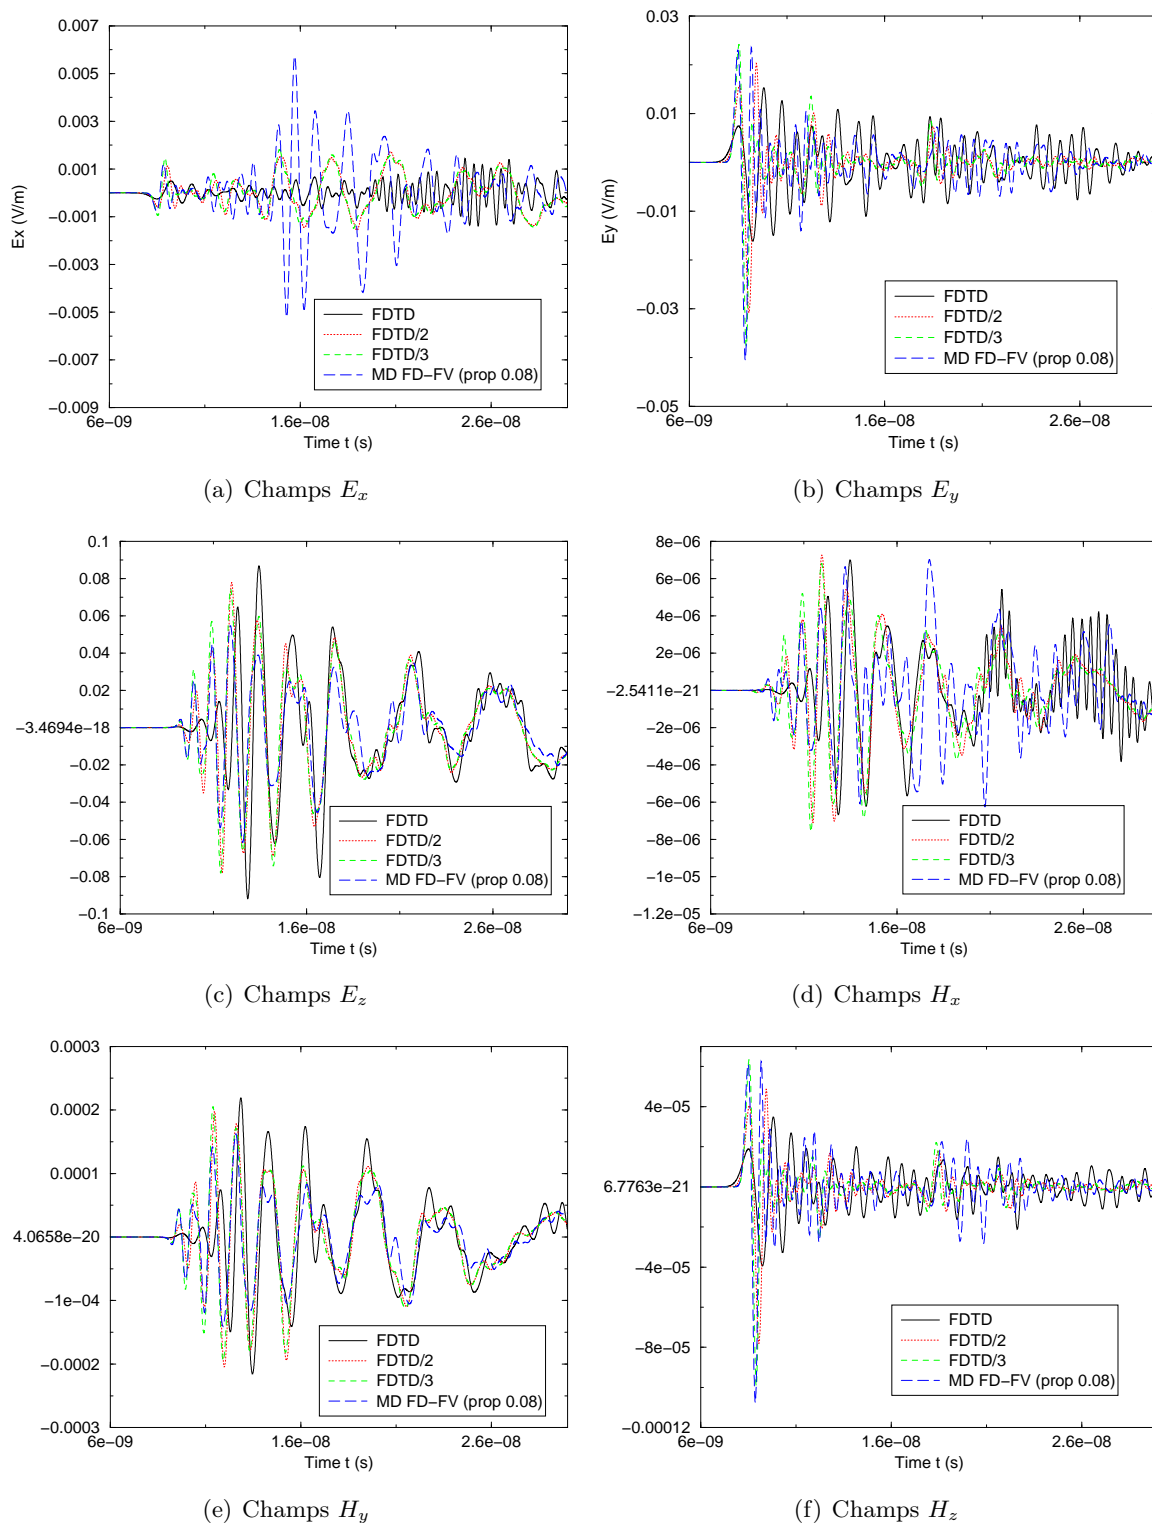 0.007
0.005
0.003
0.001
−0.001
−0.003
−0.005
−0.007
−0.009
Ex (V/m)
6e−09
1.6e−08
2.6e−08
Time t (s)
FDTD
FDTD/2
FDTD/3
MD FD−FV (prop 0.08)
(a) Champs Ex
0.03
0.01
−0.01
−0.03
−0.05
Ey (V/m)
6e−09
1.6e−08
2.6e−08
Time t (s)
FDTD
FDTD/2
FDTD/3
MD FD−FV (prop 0.08)
(b) Champs Ey
0.1
0.08
0.06
0.04
0.02
−3.4694e−18
−0.02
−0.04
−0.06
−0.08
−0.1
6e−09
1.6e−08
2.6e−08
Time t (s)
FDTD
FDTD/2
FDTD/3
MD FD−FV (prop 0.08)
(c) Champs Ez
8e−06
6e−06
4e−06
2e−06
−2.5411e−21
−2e−06
−4e−06
−6e−06
−8e−06
−1e−05
−1.2e−05
6e−09
1.6e−08
2.6e−08
Time t (s)
FDTD
FDTD/2
FDTD/3
MD FD−FV (prop 0.08)
(d) Champs Hx
0.0003
0.0002
0.0001
4.0658e−20
−1e−04
−0.0002
−0.0003
6e−09
1.6e−08
2.6e−08
Time t (s)
FDTD
FDTD/2
FDTD/3
MD FD−FV (prop 0.08)
(e) Champs Hy
4e−05
6.7763e−21
−4e−05
−8e−05
−0.00012
6e−09
1.6e−08
2.6e−08
Time t (s)
FDTD
FDTD/2
FDTD/3
MD FD−FV (prop 0.08)
(f) Champs Hz